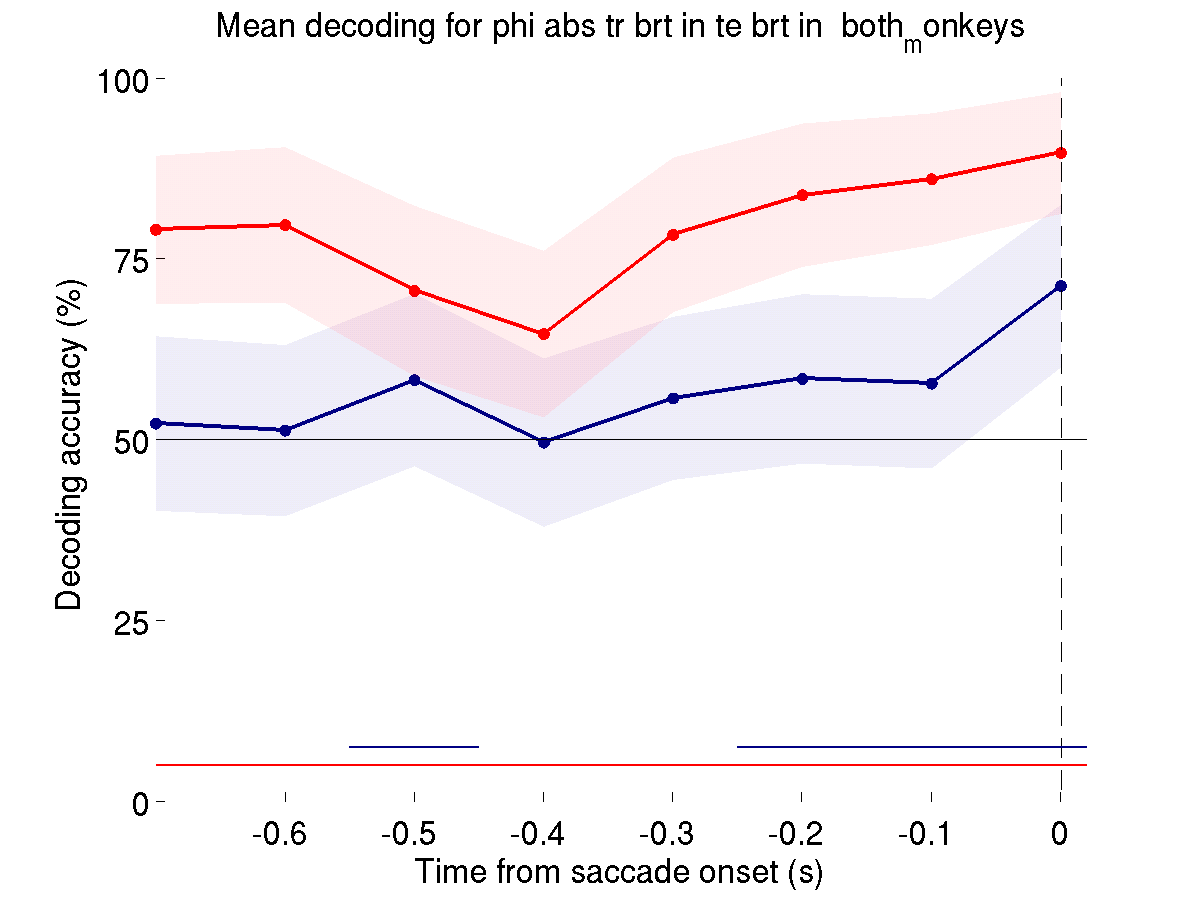 Mean decoding for phi abs tr brt in te brt in both_monkeys
100
75
50
25
0
Decoding accuracy (%)
-0.6 -0.5 -0.4 -0.3 -0.2 -0.1 0
Time from saccade onset (s)